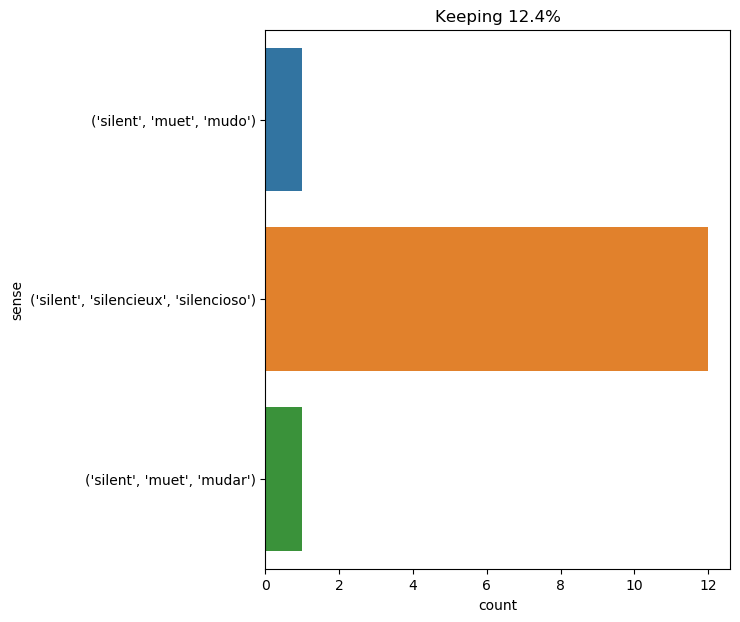 Keeping 12.4%
('silent', 'muet', 'mudo')
('silent', 'silencieux', 'silencioso')
('silent', 'muet', 'mudar')
sense
0 2 4 6 8 10 12
count